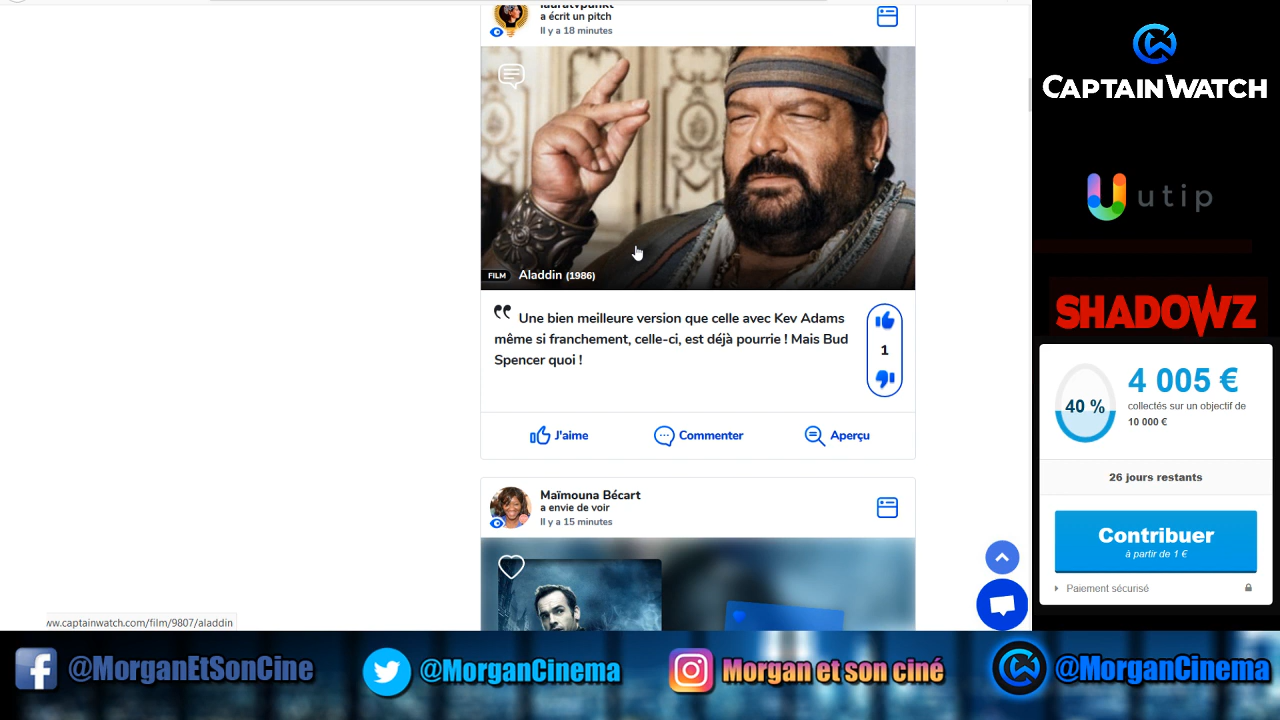 a écrit un pitch
Il y a 18 minutes
FILM Aladdin (1986)
Une bien meilleure version que celle avec Kev Adams
même si franchement, celle-ci, est déjà pourrie ! Mais Bud
Spencer quoi !
1
J'aime
Commenter
Aperçu
Maïmouna Bécart
a envie de voir
Il y a 15 minutes
w.captainwatch.com/film/9807/aladdin
CAPTAINWATCH
utip
SHADOWZ
40 %
4 005 €
collectés sur un objectif de
10 000 €
26 jours restants
Contribuer
à partir de 1 €
Paiement sécurisé
@MorganEtSonCine
@MorganCinema
Morgan et son ciné
@MorganCinema